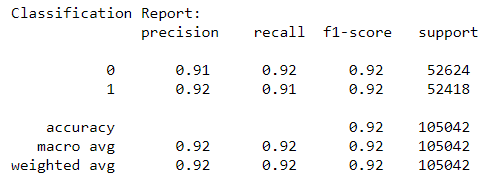 Classification Report:
precision recall f1-score support
0 0.91 0.92 0.92 52624
1 0.92 0.91 0.92 52418
accuracy 0.92 105042
macro avg 0.92 0.92 0.92 105042
weighted avg 0.92 0.92 0.92 105042